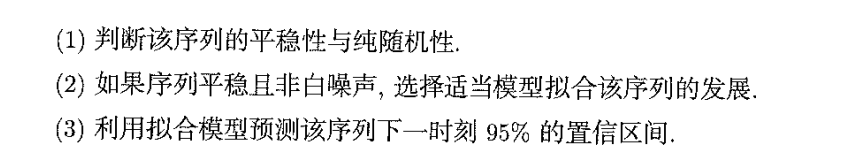 (1) 判断该序列的平稳性与纯随机性.
(2) 如果序列平稳且非白噪声, 选择适当模型拟合该序列的发展.
(3) 利用拟合模型预测该序列下一时刻 95% 的置信区间.